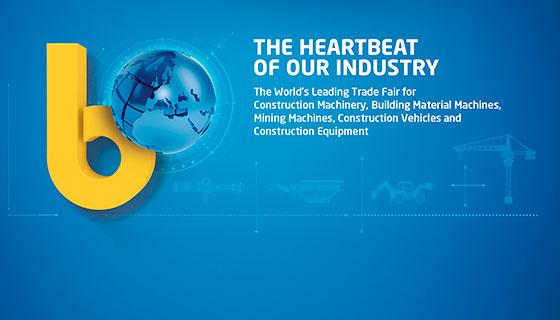 b
THE HEARTBEAT
OF OUR INDUSTRY
The World's Leading Trade Fair for
Construction Machinery, Building Material Machines,
Mining Machines, Construction Vehicles and
Construction Equipment